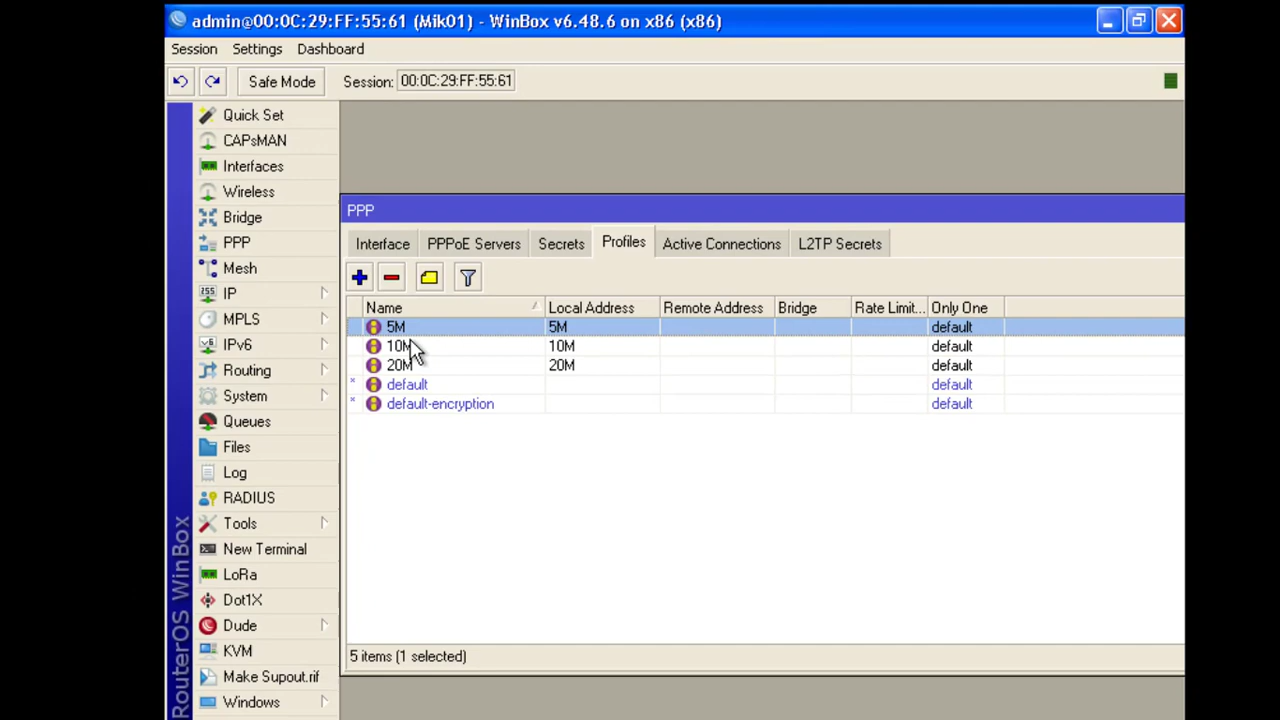 admin@00:0C:29:FF:55:61 (Mik01) - WinBox v6.48.6 on x86 (x86)
Session Settings Dashboard
Safe Mode Session: 00:0C:29:FF:55:61
Quick Set
CAPsMAN
Interfaces
Wireless
Bridge
PPP
Mesh
IP
MPLS
IPv6
Routing
System
Queues
Files
Log
RADIUS
Tools
New Terminal
LoRa
Dot1X
Dude
KVM
Make Supout.rif
Windows
RouterOS WinBox
PPP
Interface PPPoE Servers Secrets Profiles Active Connections L2TP Secrets
Name Local Address Remote Address Bridge Rate Limit... Only One
5M 5M default
10M 10M default
20M 20M default
* default default
* default-encryption default
5 items (1 selected)